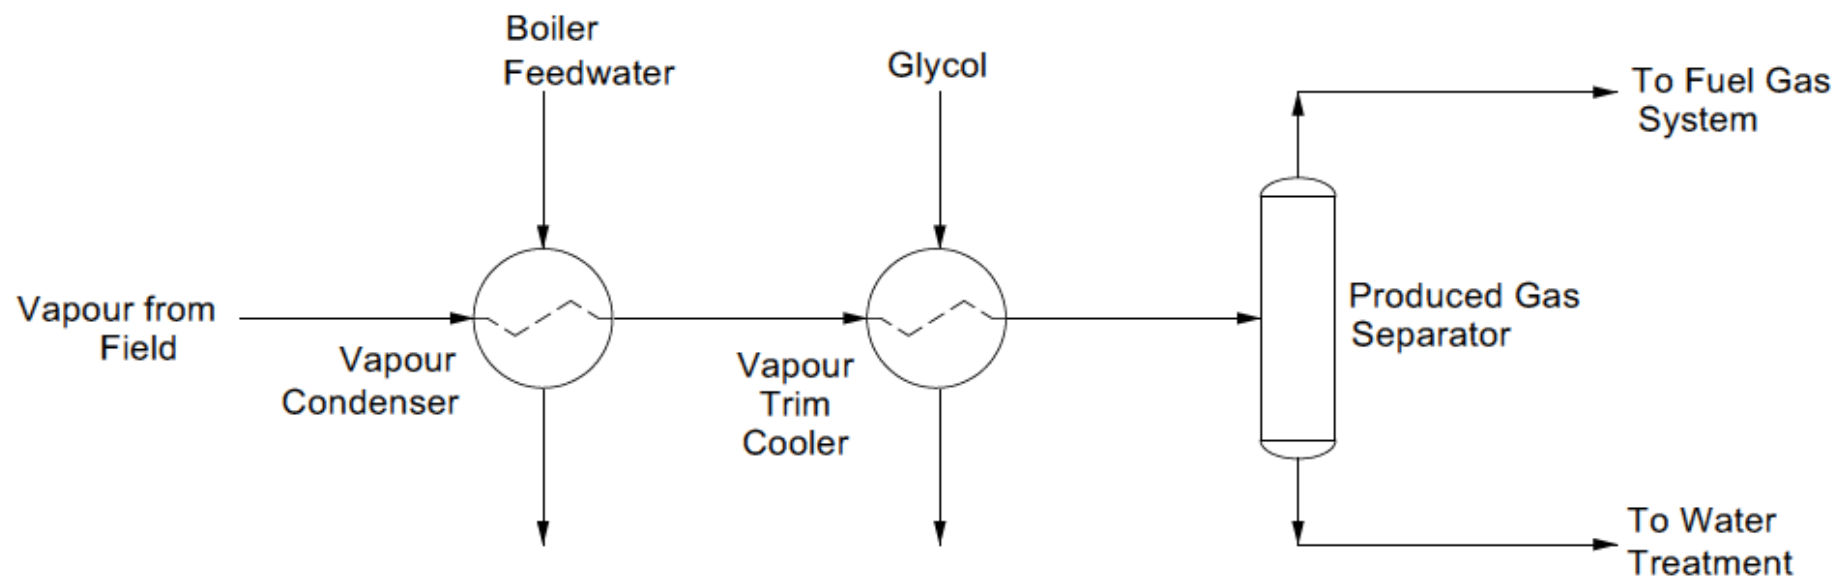 Boiler
Feedwater
Glycol
To Fuel Gas
System
Vapour from
Field
Vapour
Condenser
Vapour
Trim
Cooler
Produced Gas
Separator
To Water
Treatment